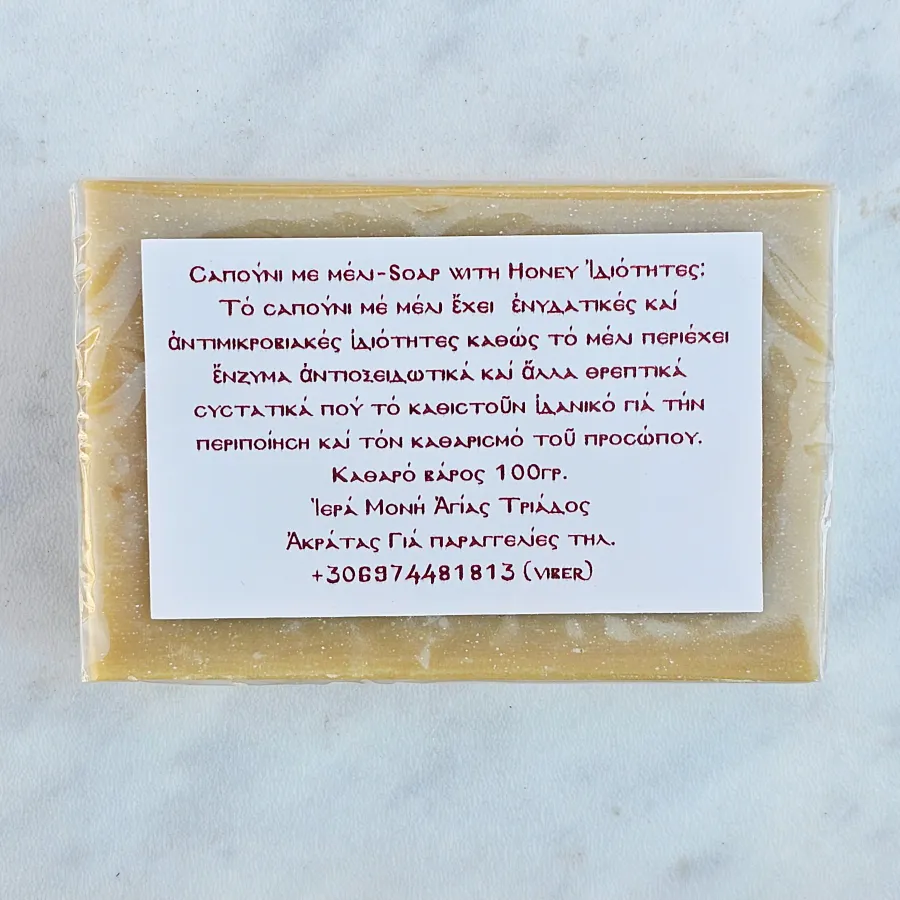 Σαπούνι με μέλι-Soap with Honey Ἰδιότητες:
Τό σαπούνι μέ μέλι ἔχει ἐνυδατικές καί
ἀντιμικροβιακές ἰδιότητες καθώς τό μέλι περιέχει
ἔνζυμα ἀντιοξειδωτικά καί ἄλλα θρεπτικά
συστατικά πού τό καθιστοῦν ἰδανικό γιά τήν
περιποίηση καί τόν καθαρισμό τοῦ προσώπου.
Καθαρό βάρος 100γρ.
Ἱερά Μονή Ἁγίας Τριάδος
Ἀκράτας Γιά παραγγελίες τηλ.
+306974481813 (viber)